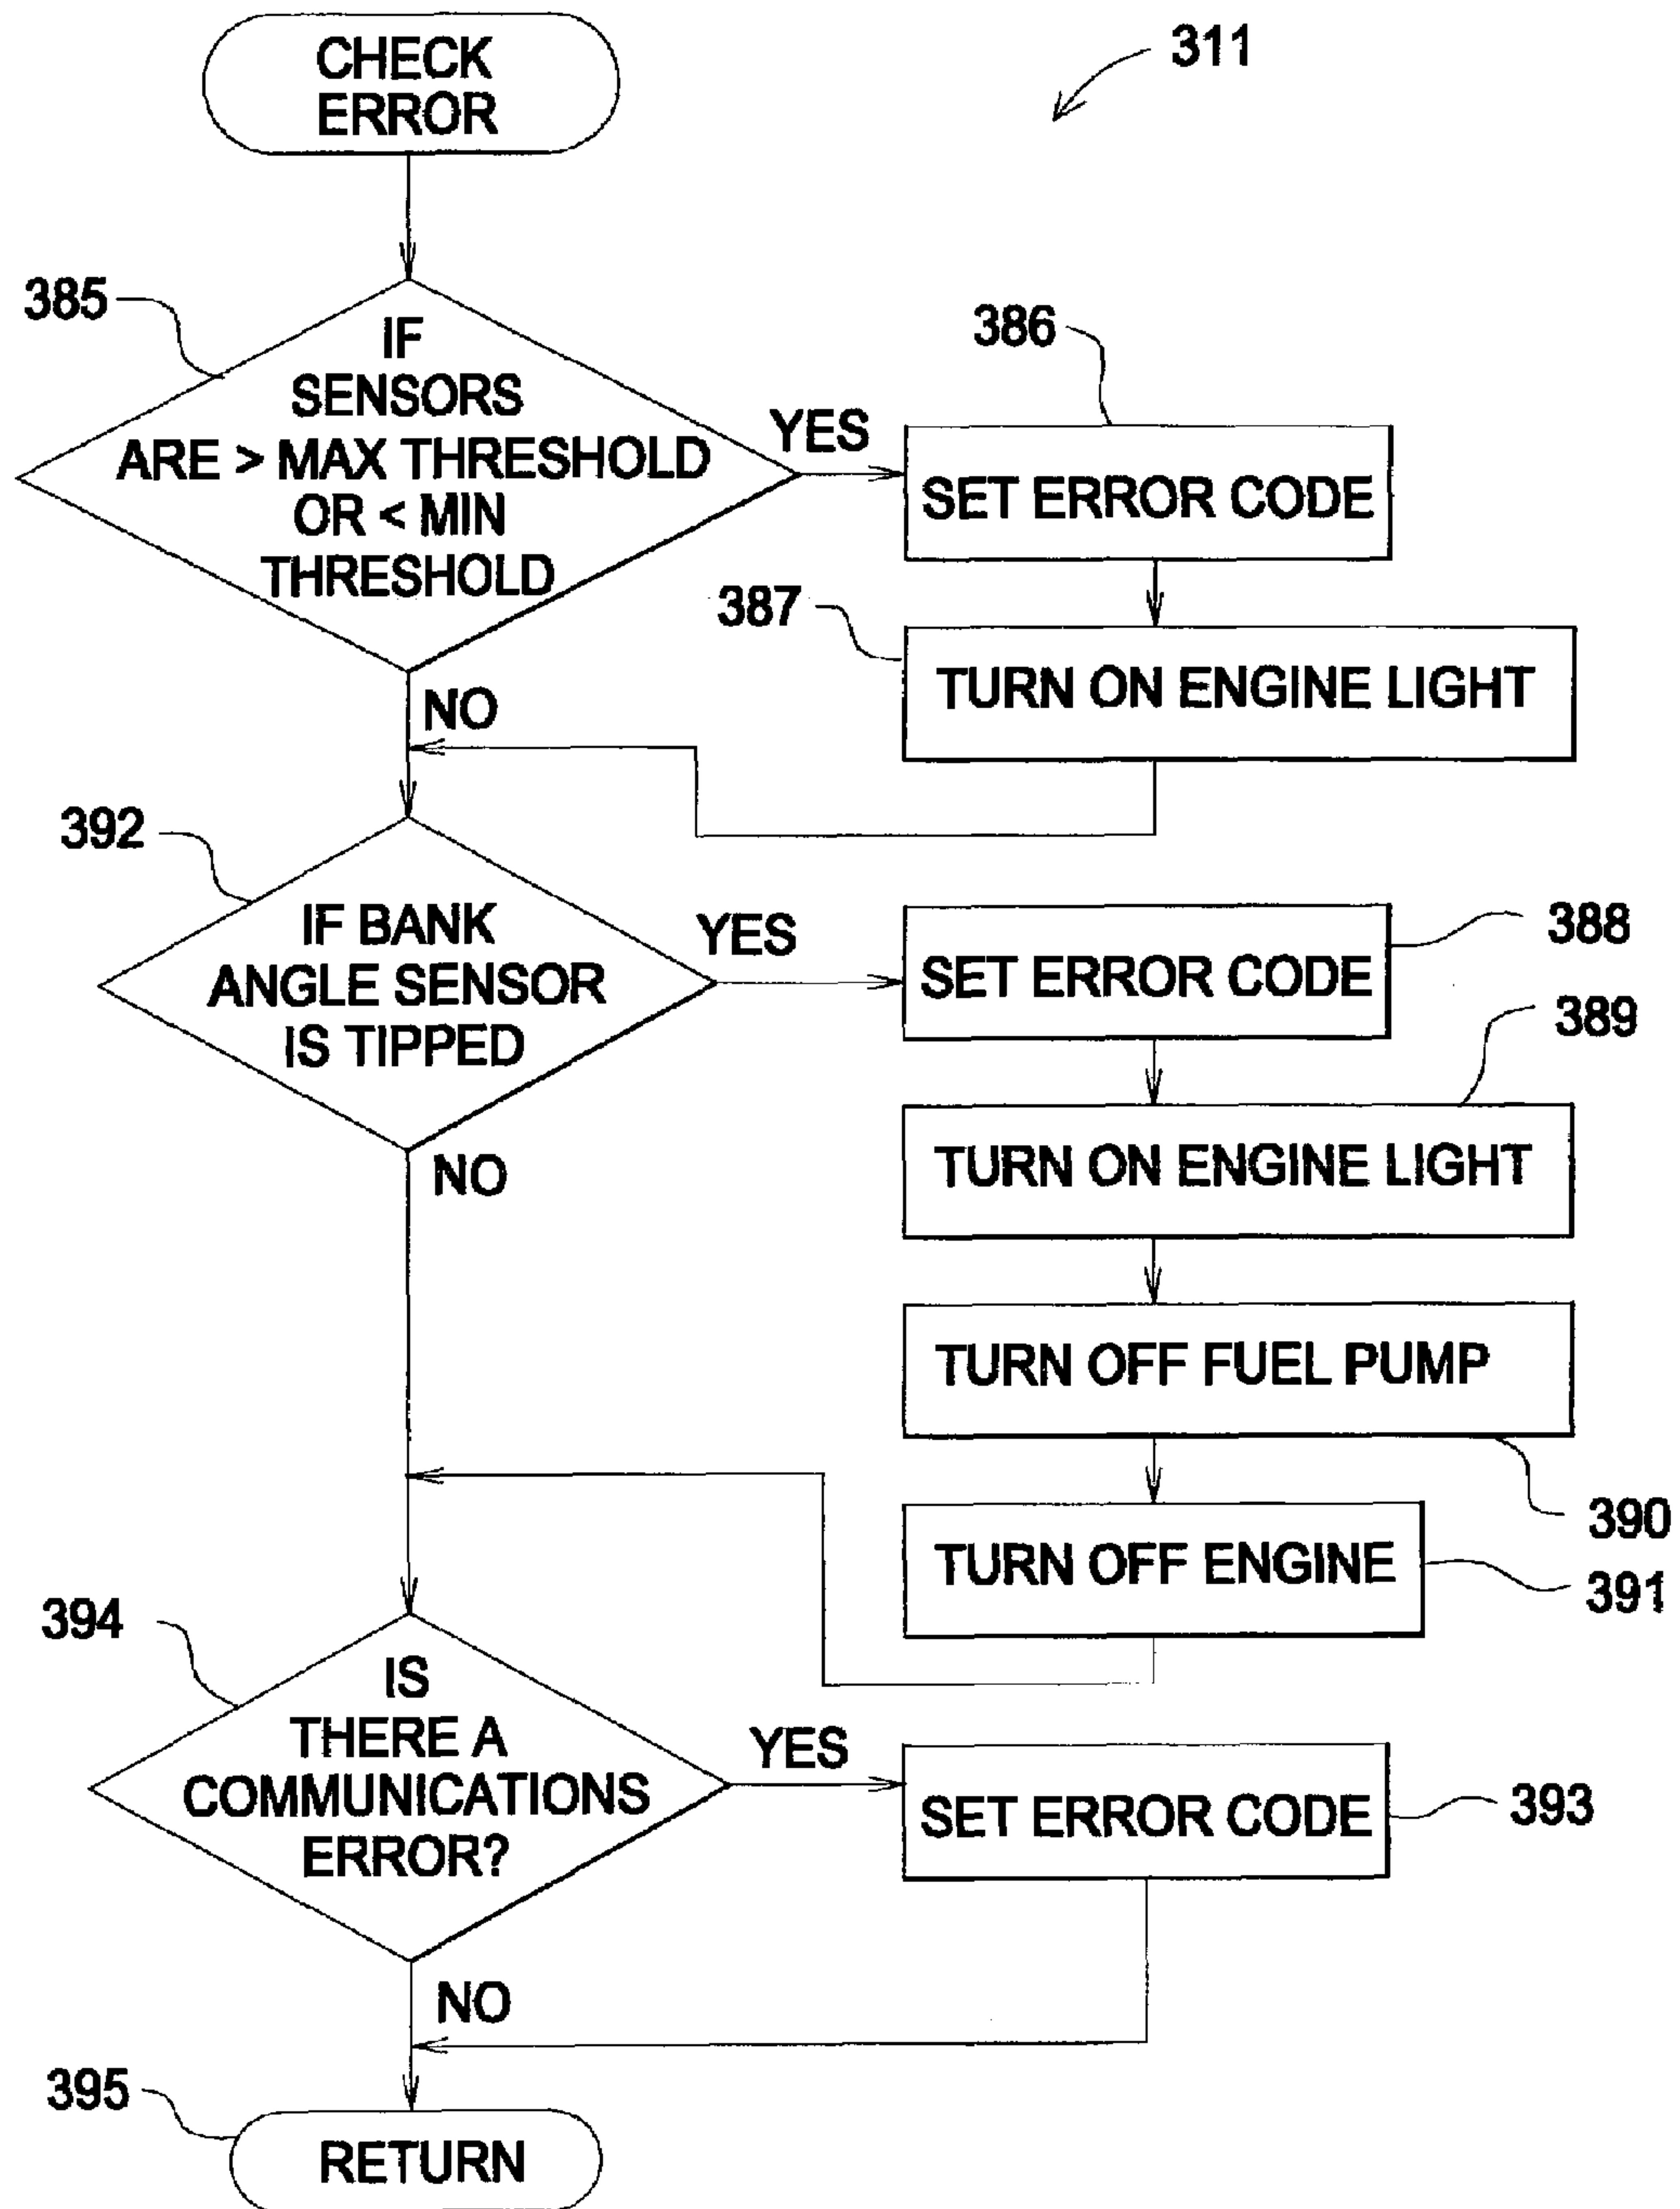 CHECK
ERROR
311
385
IF
SENSORS
ARE > MAX THRESHOLD
OR < MIN
THRESHOLD
YES
386
SET ERROR CODE
387
TURN ON ENGINE LIGHT
NO
392
IF BANK
ANGLE SENSOR
IS TIPPED
YES
388
SET ERROR CODE
389
TURN ON ENGINE LIGHT
NO
TURN OFF FUEL PUMP
390
TURN OFF ENGINE
391
394
IS
THERE A
COMMUNICATIONS
ERROR?
YES
SET ERROR CODE
393
NO
395
RETURN